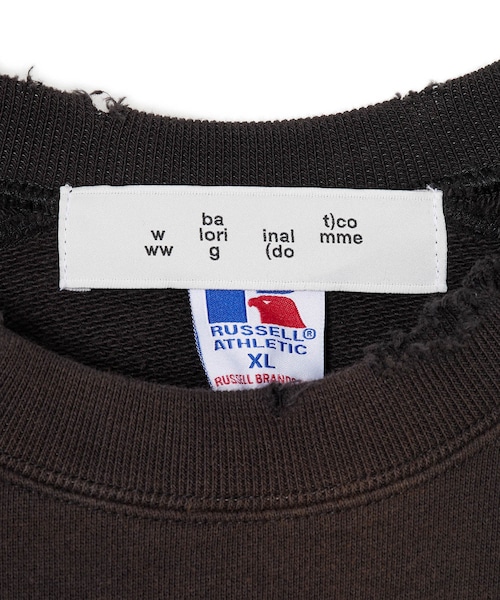 ba t)co
w lori inal mme
ww g (do
RUSSELL®
ATHLETIC
XL
RUSSELL BRANDS